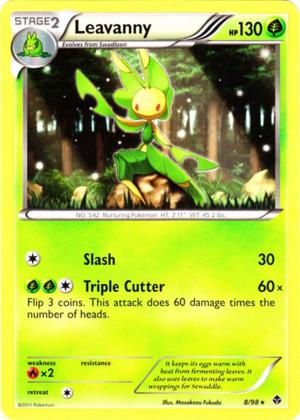 STAGE2 Leavanny HP130
Evolves from Swadloon
NO. 542 Nurturing Pokémon HT: 3'11" WT: 45.2 lbs.
Slash 30
Triple Cutter 60×
Flip 3 coins. This attack does 60 damage times the
number of heads.
weakness resistance
×2
retreat
It keeps its eggs warm with
heat from fermenting leaves. It
also uses leaves to make warm
wrappings for Sewaddle.
Illus. Masakazu Fukuda 8/98 ★
©2011 Pokémon